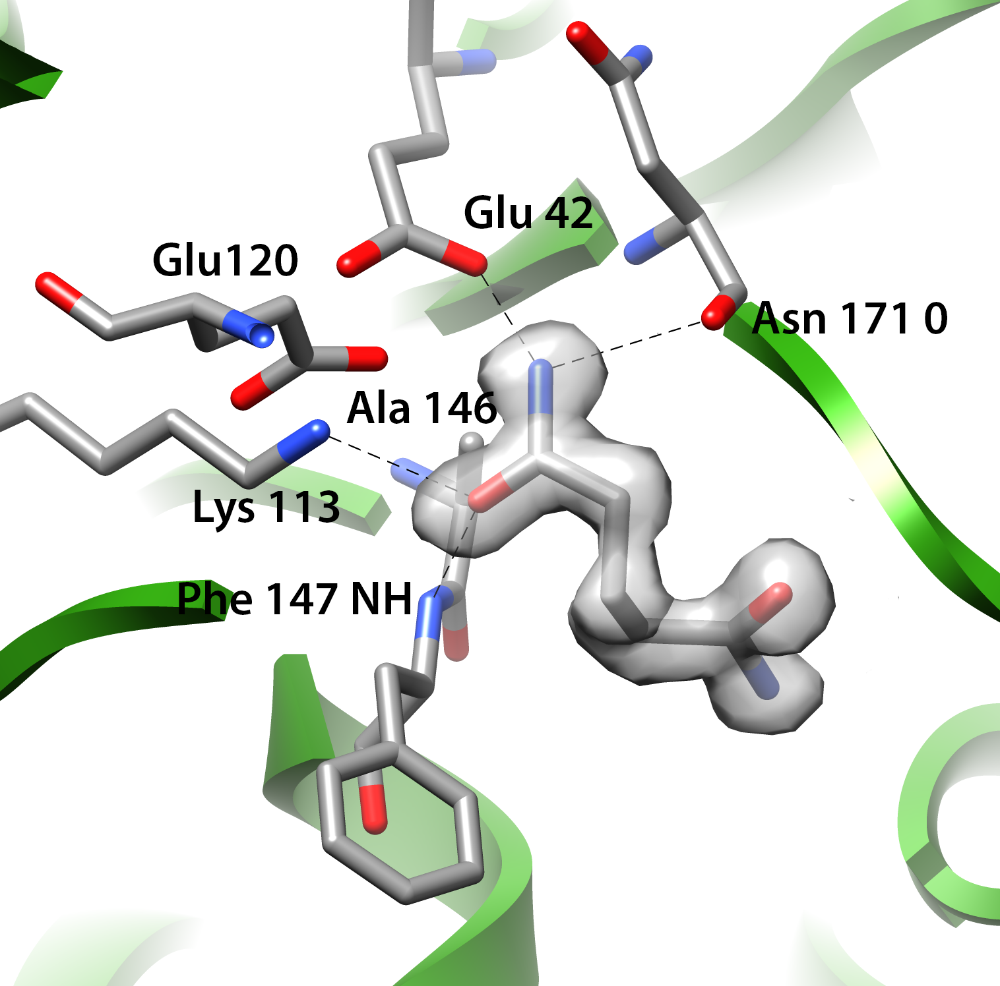 Glu 42
Glu120
Asn 171 0
Ala 146
Lys 113
Phe 147 NH